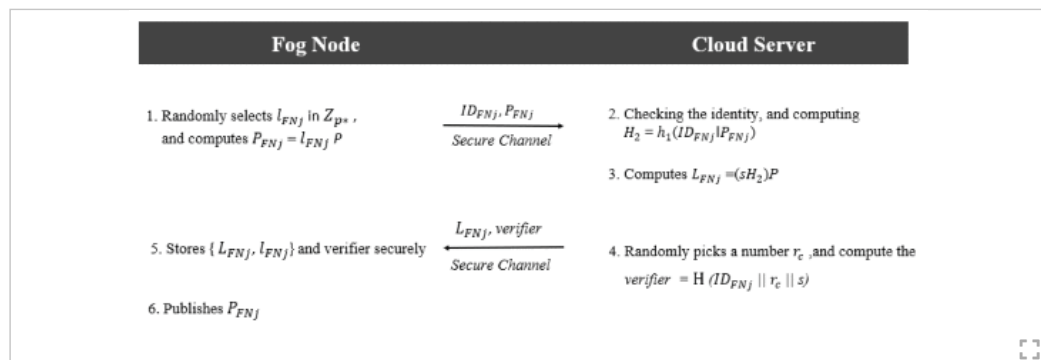 Fog Node
Cloud Server
1. Randomly selects l_FNj in Z_p* ,
and computes P_FNj = l_FNj P
ID_FNj, P_FNj
Secure Channel
2. Checking the identity, and computing
H_2 = h_1(ID_FNj|P_FNj)
3. Computes L_FNj =(sH_2)P
L_FNj, verifier
Secure Channel
4. Randomly picks a number r_c ,and compute the
verifier = H (ID_FNj || r_c || s)
5. Stores { L_FNj, l_FNj} and verifier securely
6. Publishes P_FNj